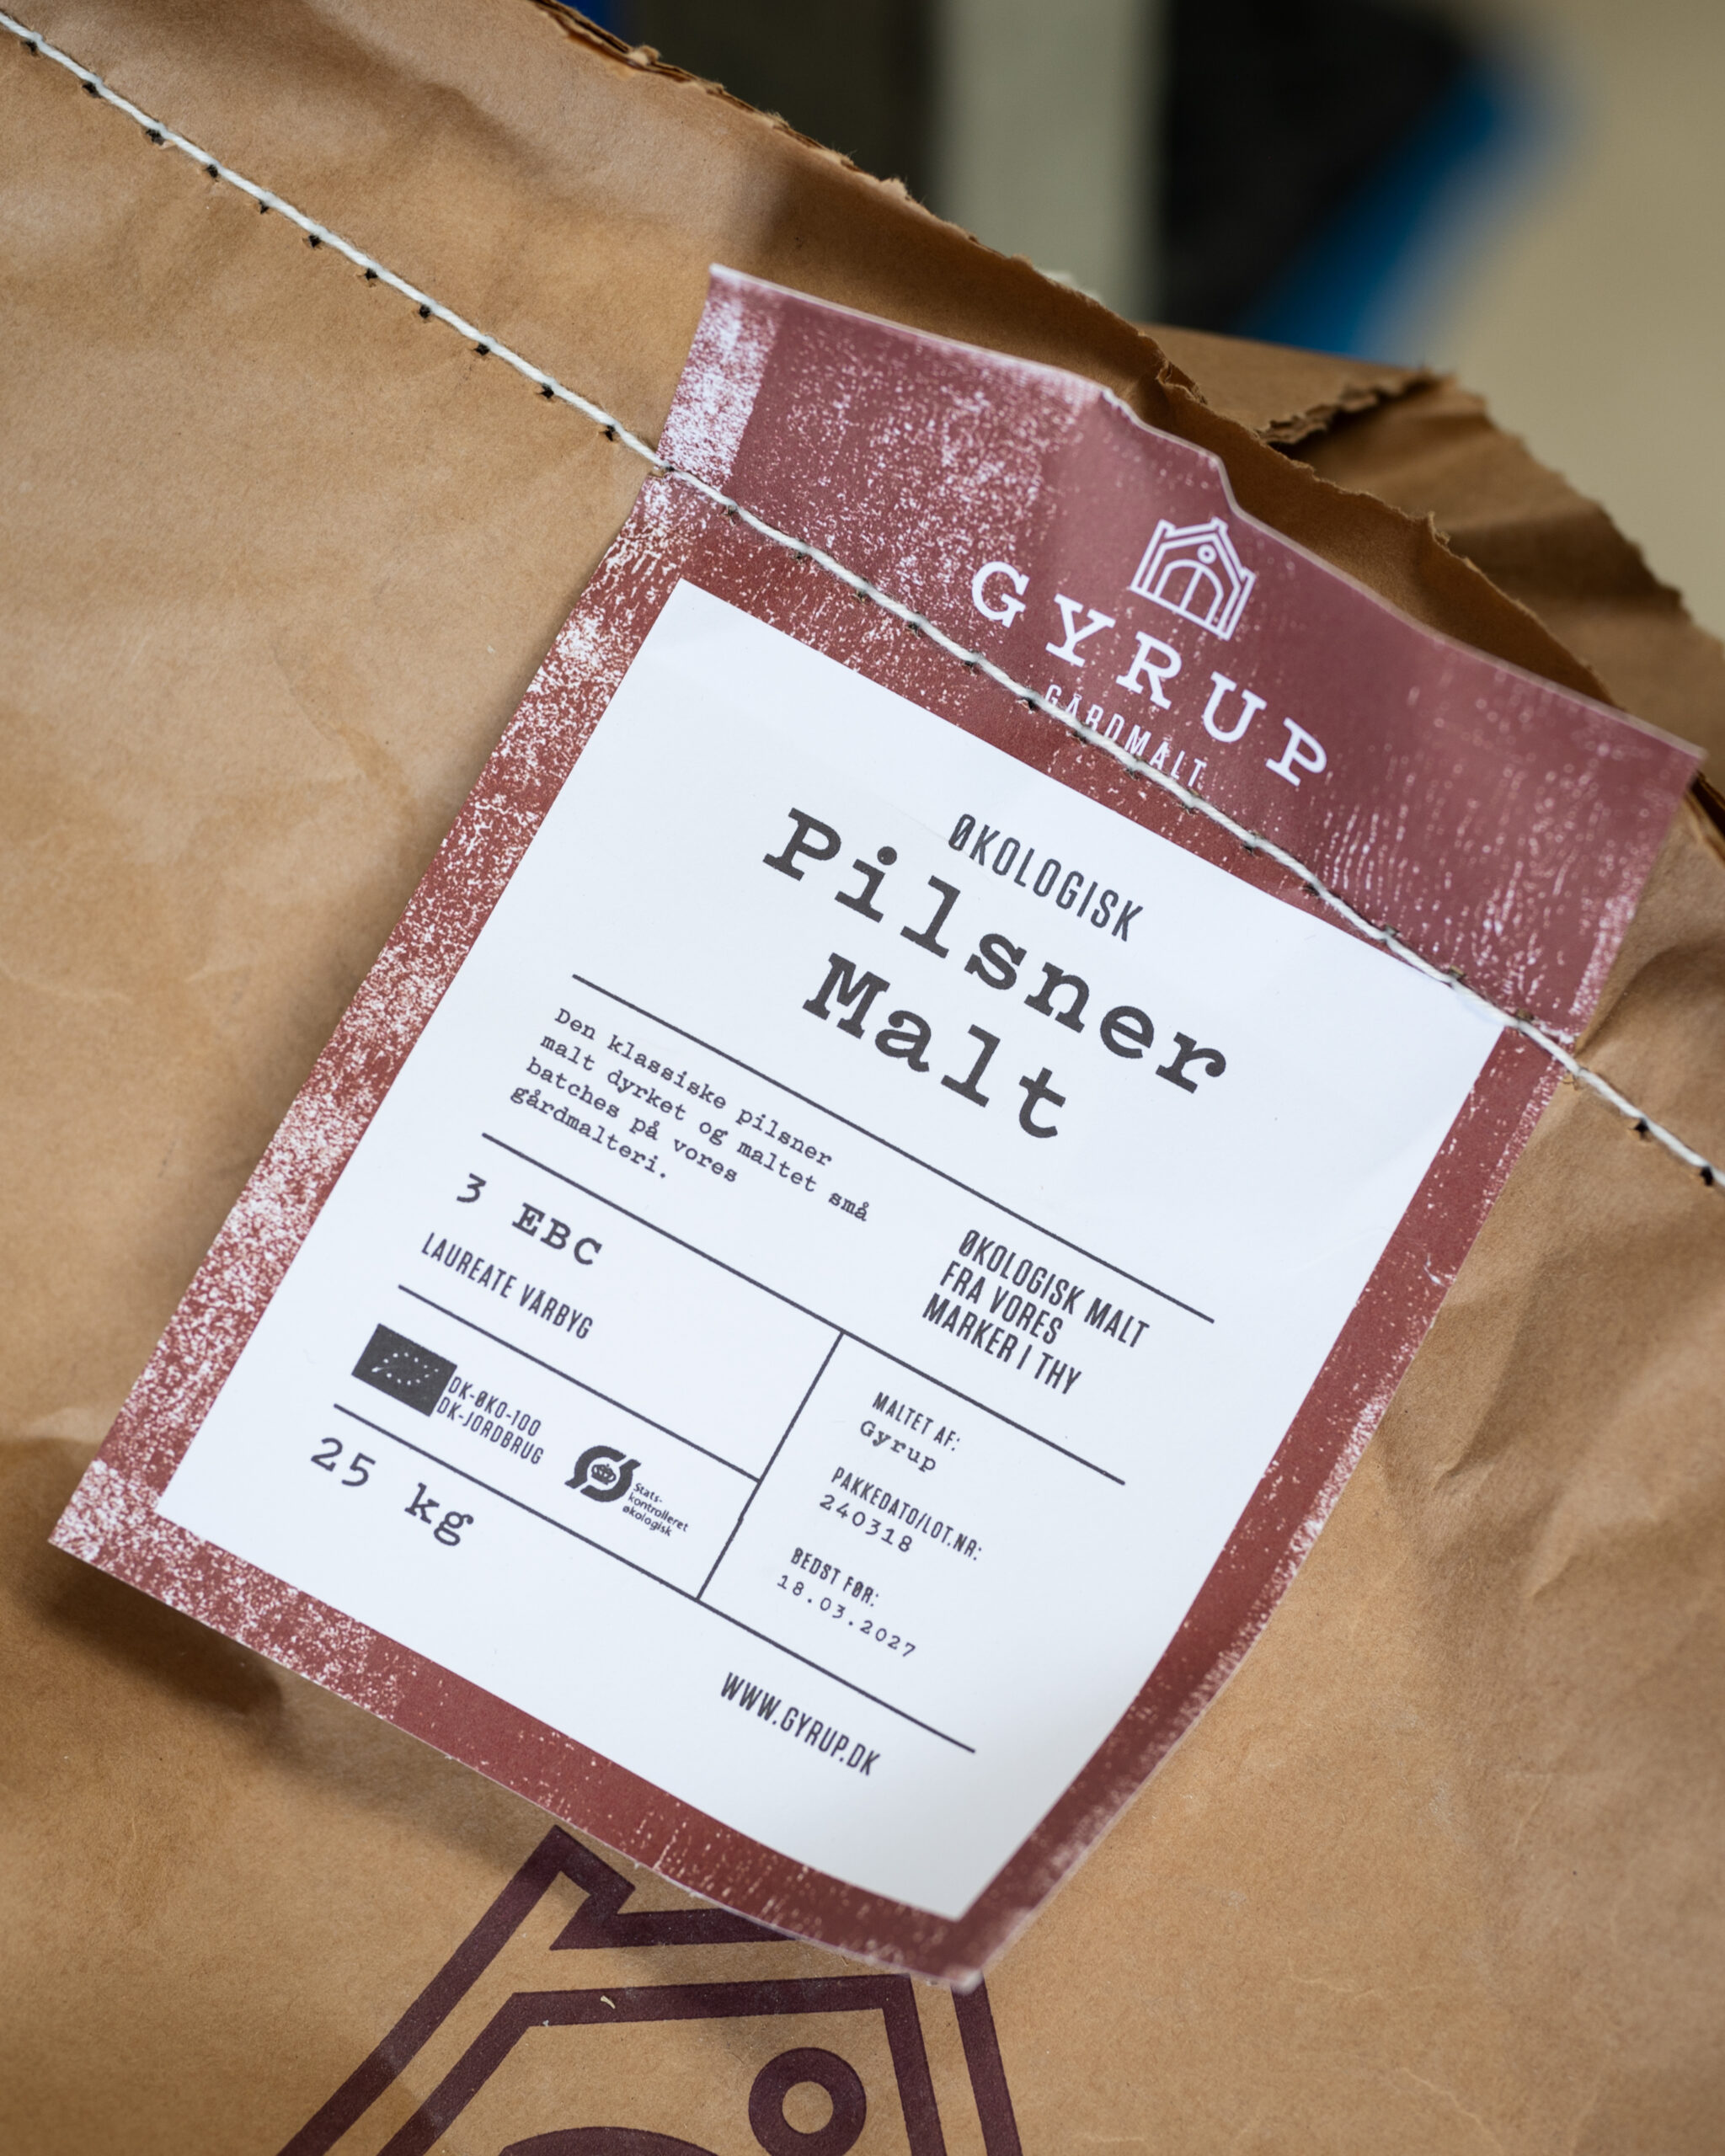 GYRUP
GÅRDMALT
ØKOLOGISK
Pilsner
Malt
Den klassiske pilsner
malt dyrket og maltet små
batches på vores
gårdmalteri.
ØKOLOGISK MALT
FRA VORES
MARKER I THY
3 EBC
LAUREATE VÅRBYG
DK-ØKO-100
DK-JORDBRUG
Stats-
kontrolleret
økologisk
25 kg
MALTET AF:
Gyrup
PAKKEDATO/LOT.NR:
240318
BEDST FØR:
18.03.2027
WWW.GYRUP.DK